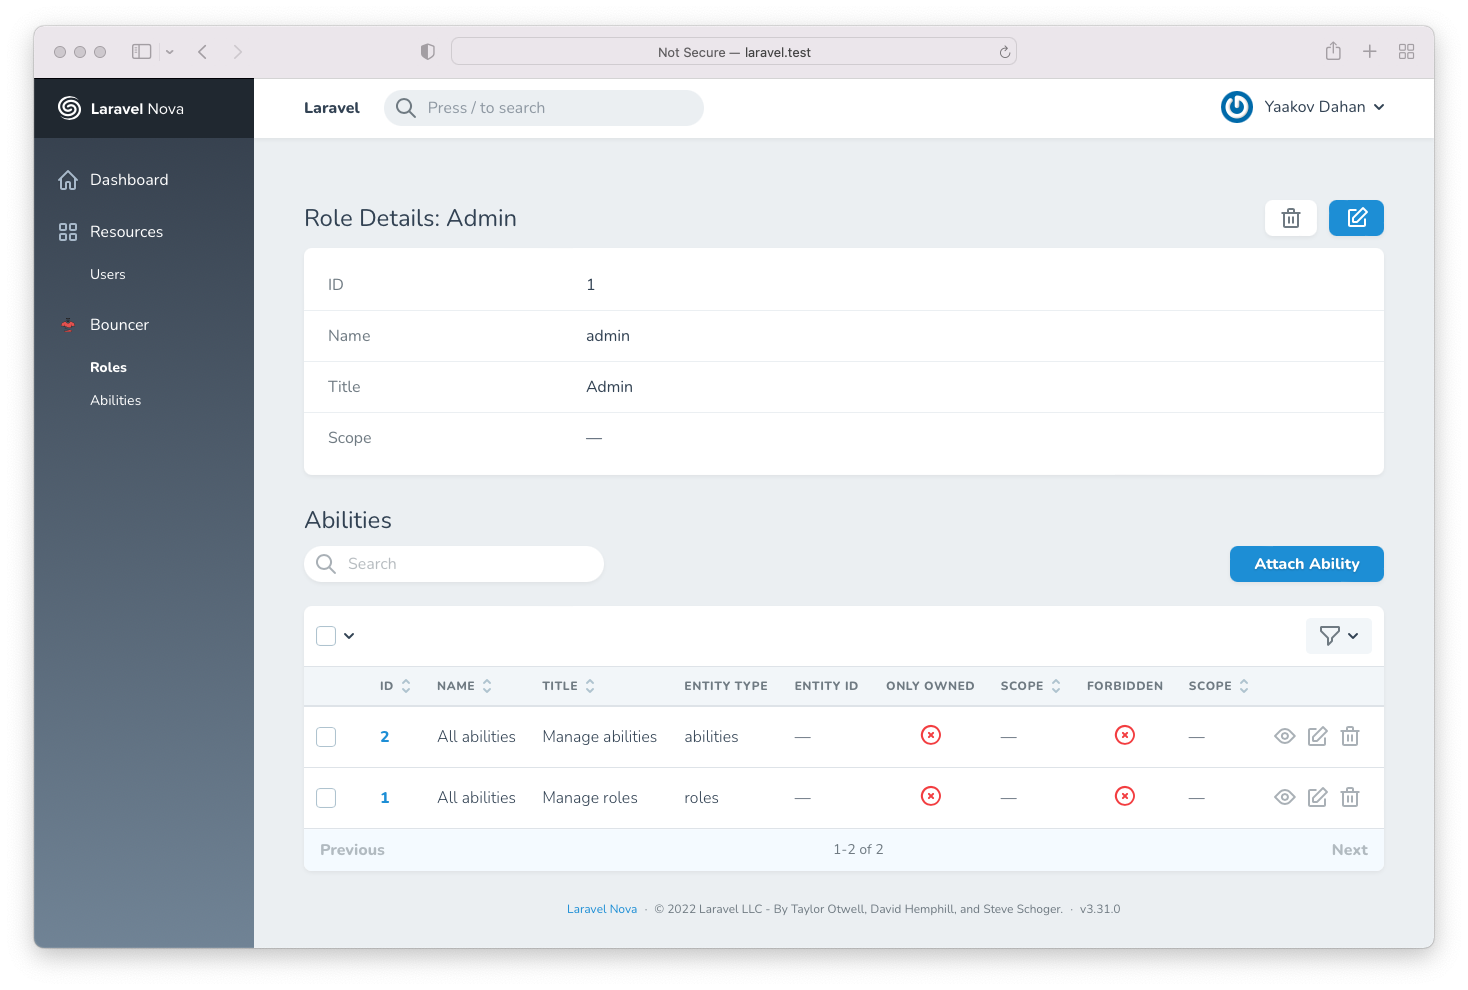 Not Secure — laravel.test
Laravel Nova
Laravel
Press / to search
Yaakov Dahan
Dashboard
Resources
Users
Bouncer
Roles
Abilities
Role Details: Admin
ID 1
Name admin
Title Admin
Scope —
Abilities
Search
Attach Ability
ID NAME TITLE ENTITY TYPE ENTITY ID ONLY OWNED SCOPE FORBIDDEN SCOPE
2 All abilities Manage abilities abilities — — —
1 All abilities Manage roles roles — — —
Previous 1-2 of 2 Next
Laravel Nova · © 2022 Laravel LLC - By Taylor Otwell, David Hemphill, and Steve Schoger. · v3.31.0